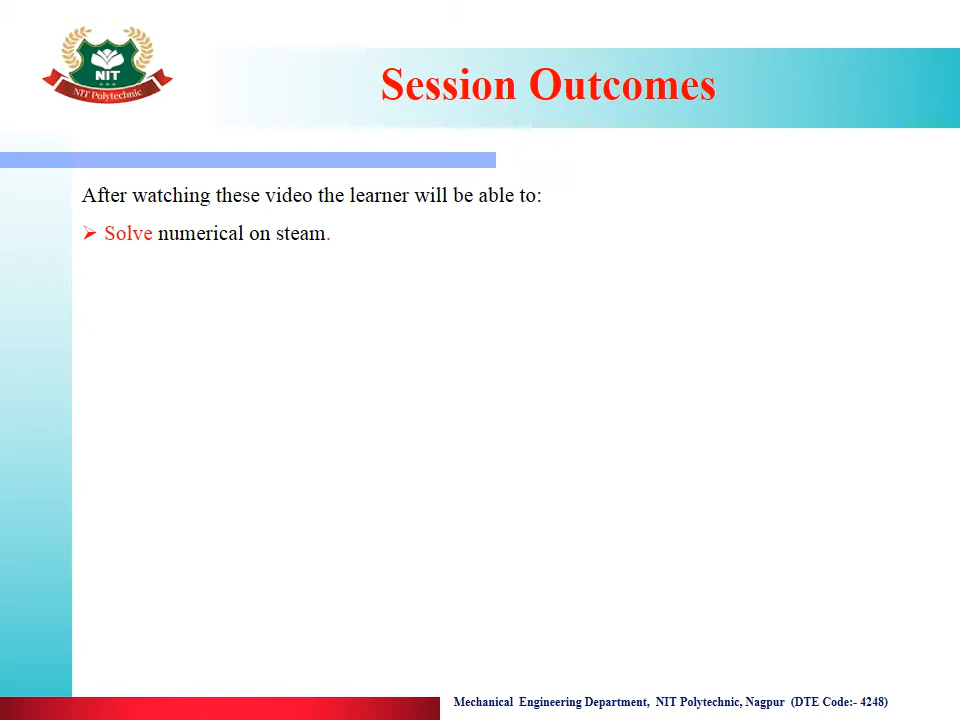 NIT
NIT Polytechnic
Session Outcomes
After watching these video the learner will be able to:
Solve numerical on steam.
Mechanical Engineering Department, NIT Polytechnic, Nagpur (DTE Code:- 4248)